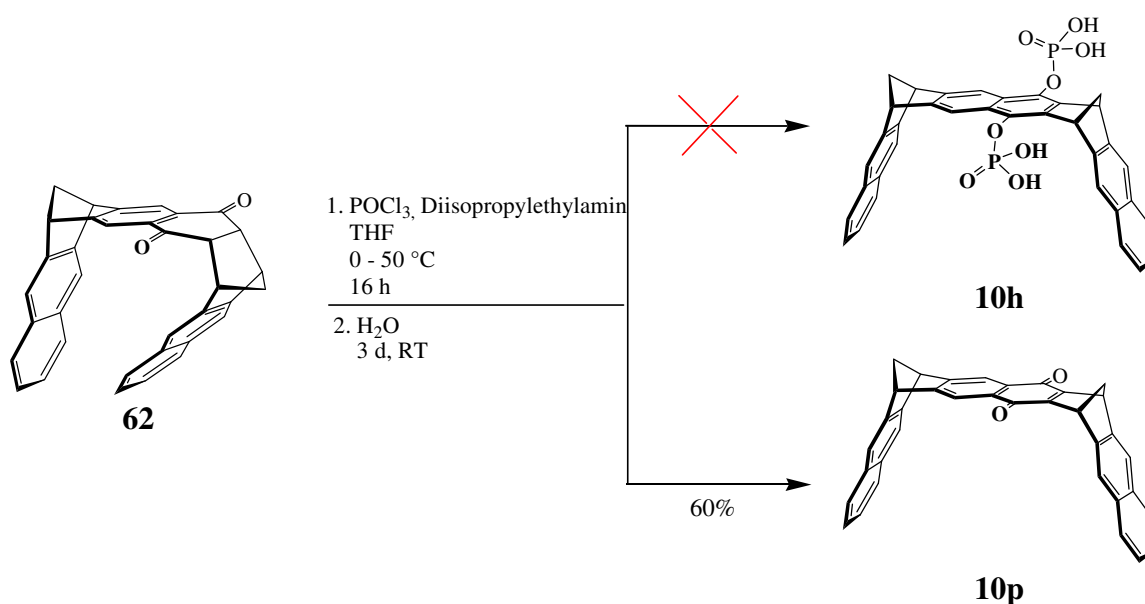 O
OH
P
OH
O
O
O
P
OH
O
OH
10h
O
O
62
1. POCl3, Diisopropylethylamin
THF
0 - 50 °C
16 h
2. H2O
3 d, RT
60%
O
O
10p